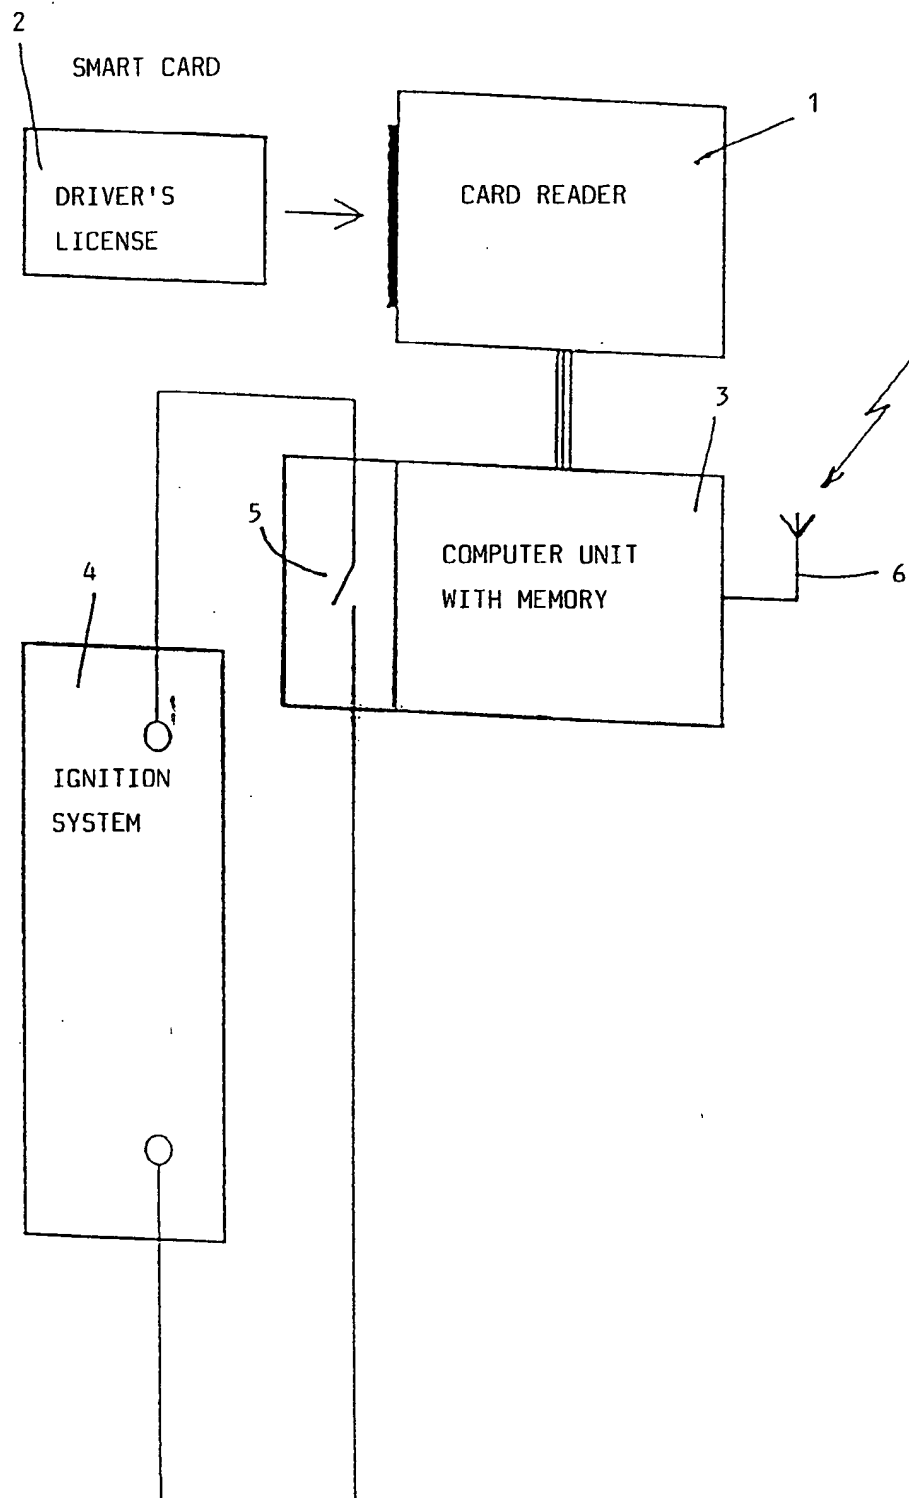 2
SMART CARD
1
DRIVER'S
LICENSE
CARD READER
3
5
COMPUTER UNIT
WITH MEMORY
6
4
IGNITION
SYSTEM